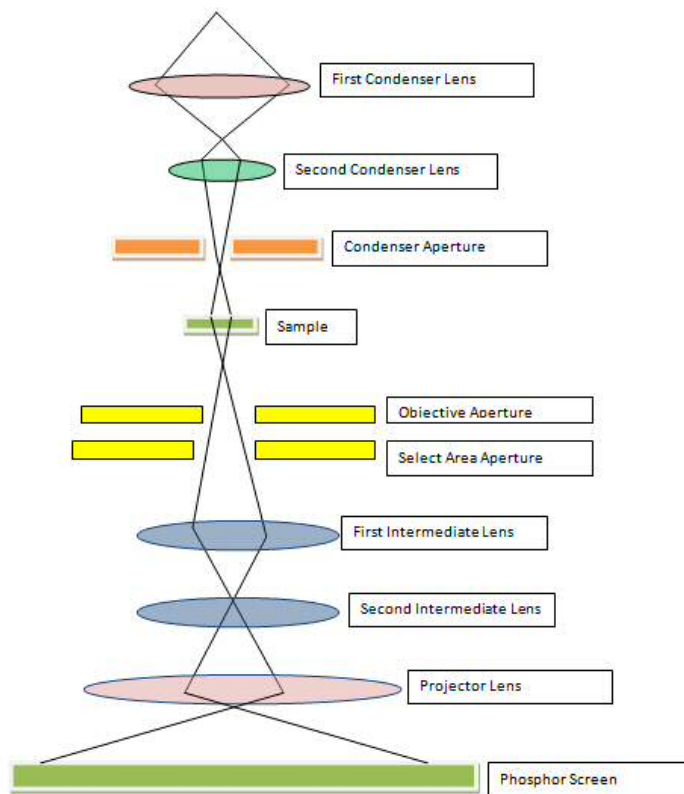 First Condenser Lens
Second Condenser Lens
Condenser Aperture
Sample
Objective Aperture
Select Area Aperture
First Intermediate Lens
Second Intermediate Lens
Projector Lens
Phosphor Screen